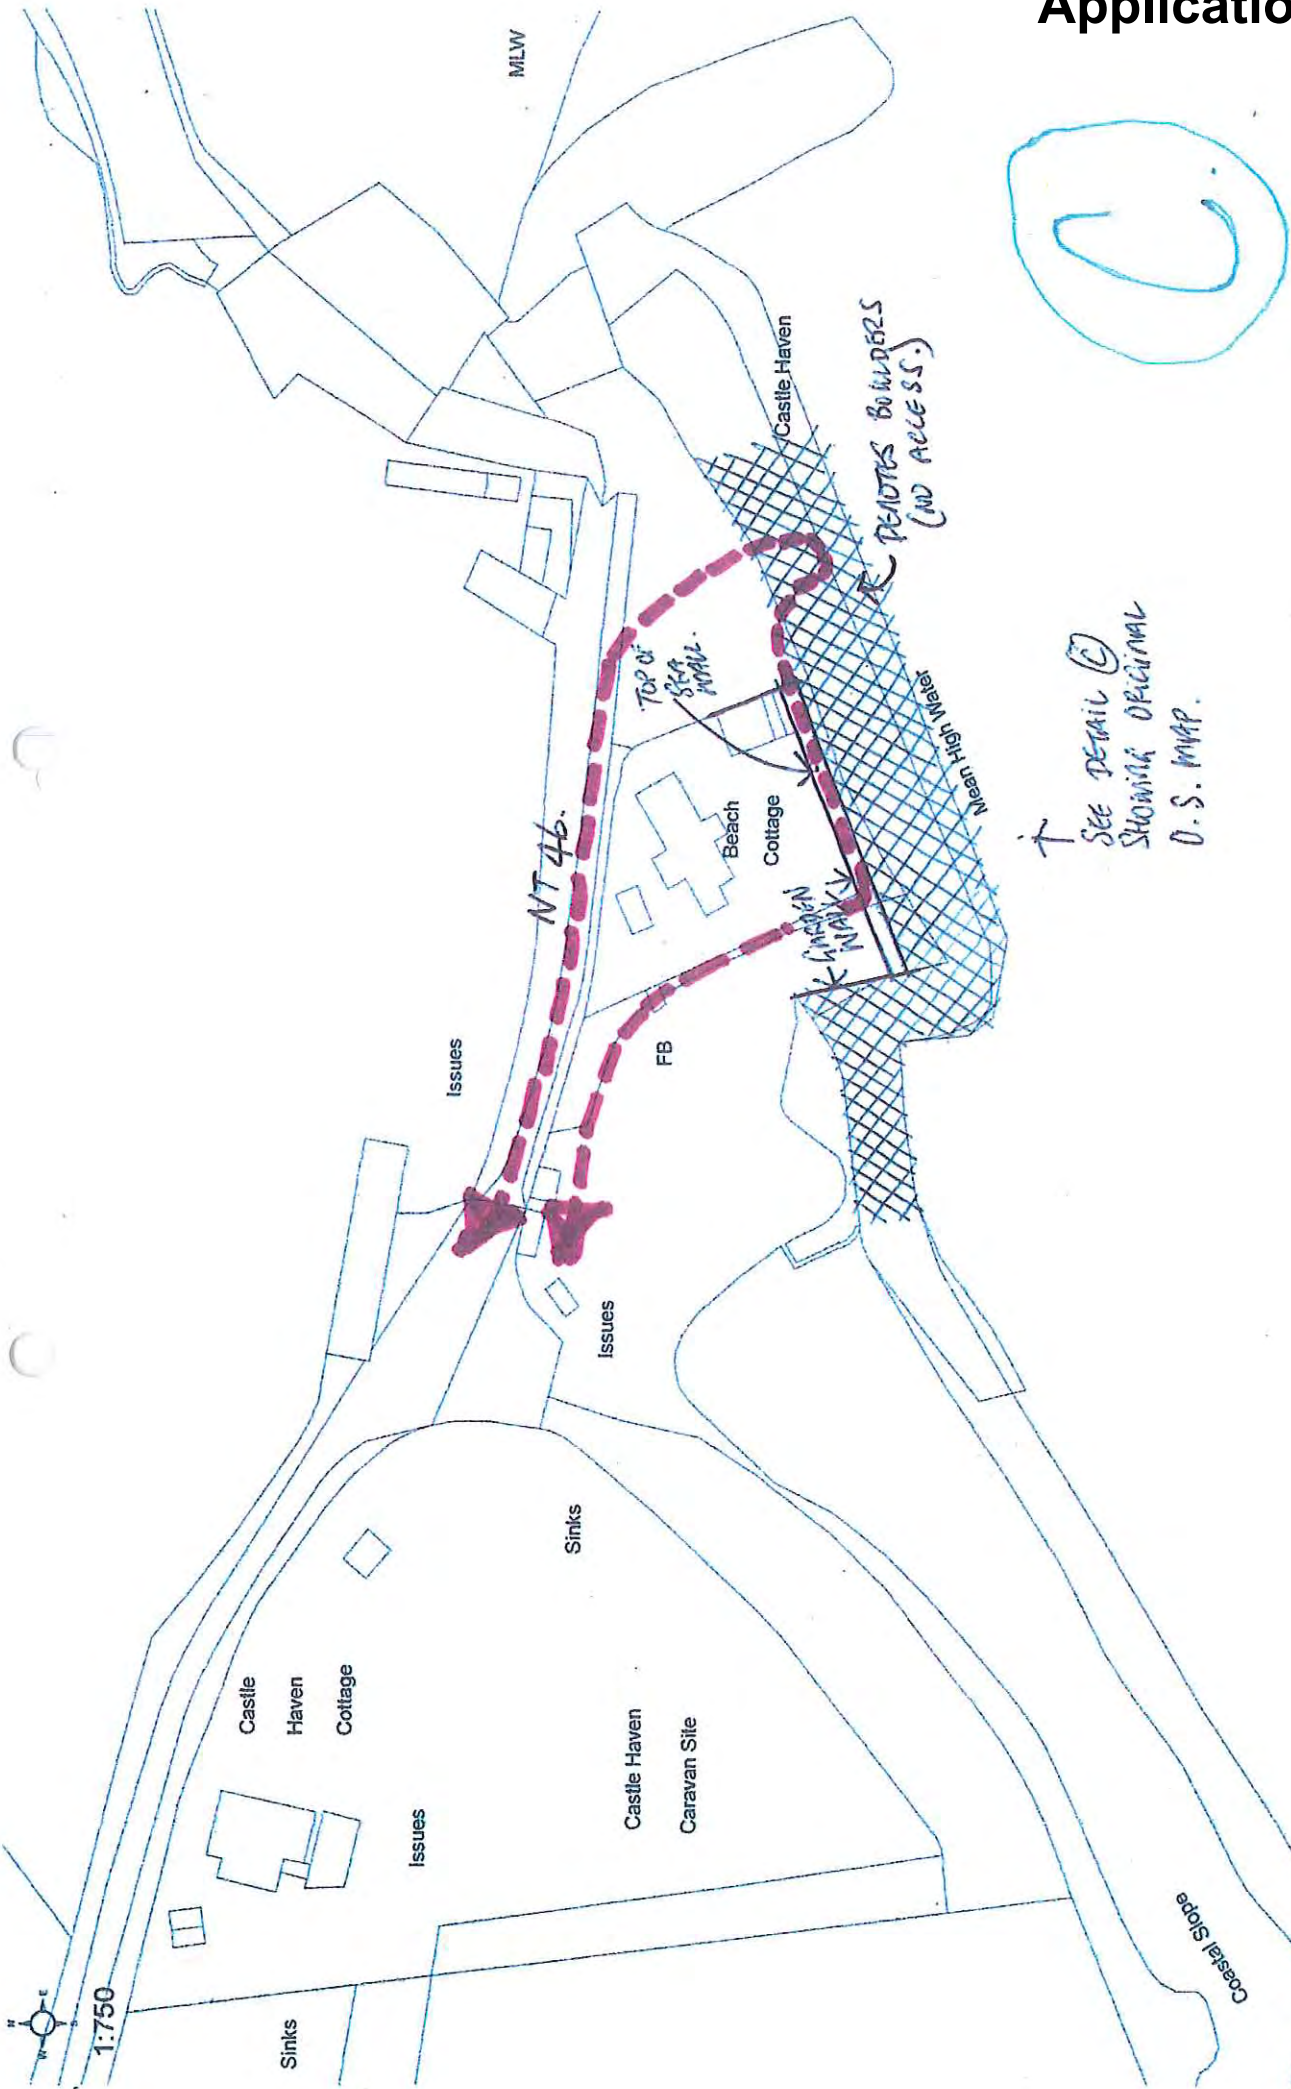 Applicatio
MLW
Castle Haven
DENOTES BOULDERS
(NO ACCESS.)
TOP OF
SEA
WALL.
NT 46.
Beach
Cottage
GARDEN
WALL
Mean High Water
SEE DETAIL Ⓒ
SHOWING ORIGINAL
O.S. MAP.
C
Issues
FB
Issues
Sinks
Castle
Haven
Cottage
Issues
Castle Haven
Caravan Site
Coastal Slope
N
W
E
S
1:750
Sinks